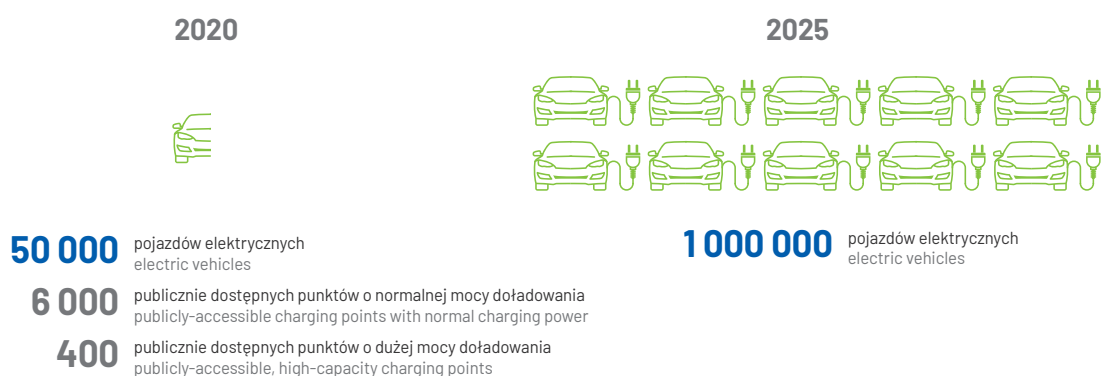 2020
2025
50 000
pojazdów elektrycznych
electric vehicles
1 000 000
pojazdów elektrycznych
electric vehicles
6 000
publicznie dostępnych punktów o normalnej mocy doładowania
publicly-accessible charging points with normal charging power
400
publicznie dostępnych punktów o dużej mocy doładowania
publicly-accessible, high-capacity charging points